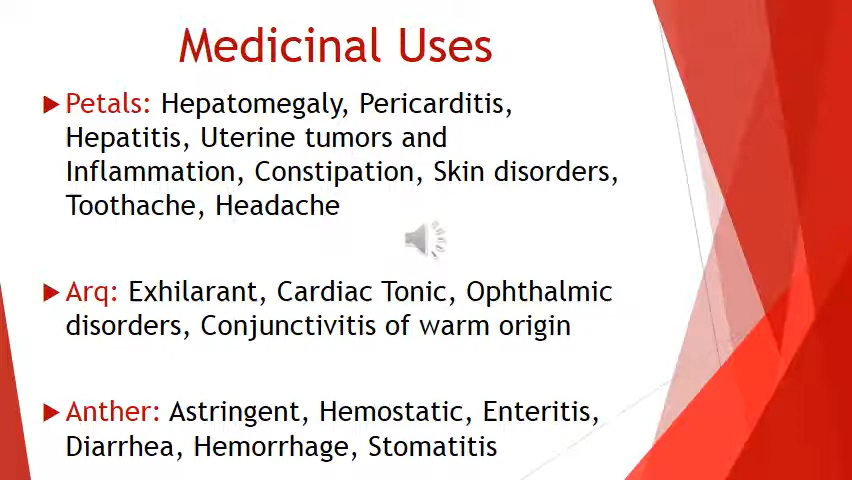 Medicinal Uses
Petals: Hepatomegaly, Pericarditis,
Hepatitis, Uterine tumors and
Inflammation, Constipation, Skin disorders,
Toothache, Headache
Arq: Exhilarant, Cardiac Tonic, Ophthalmic
disorders, Conjunctivitis of warm origin
Anther: Astringent, Hemostatic, Enteritis,
Diarrhea, Hemorrhage, Stomatitis